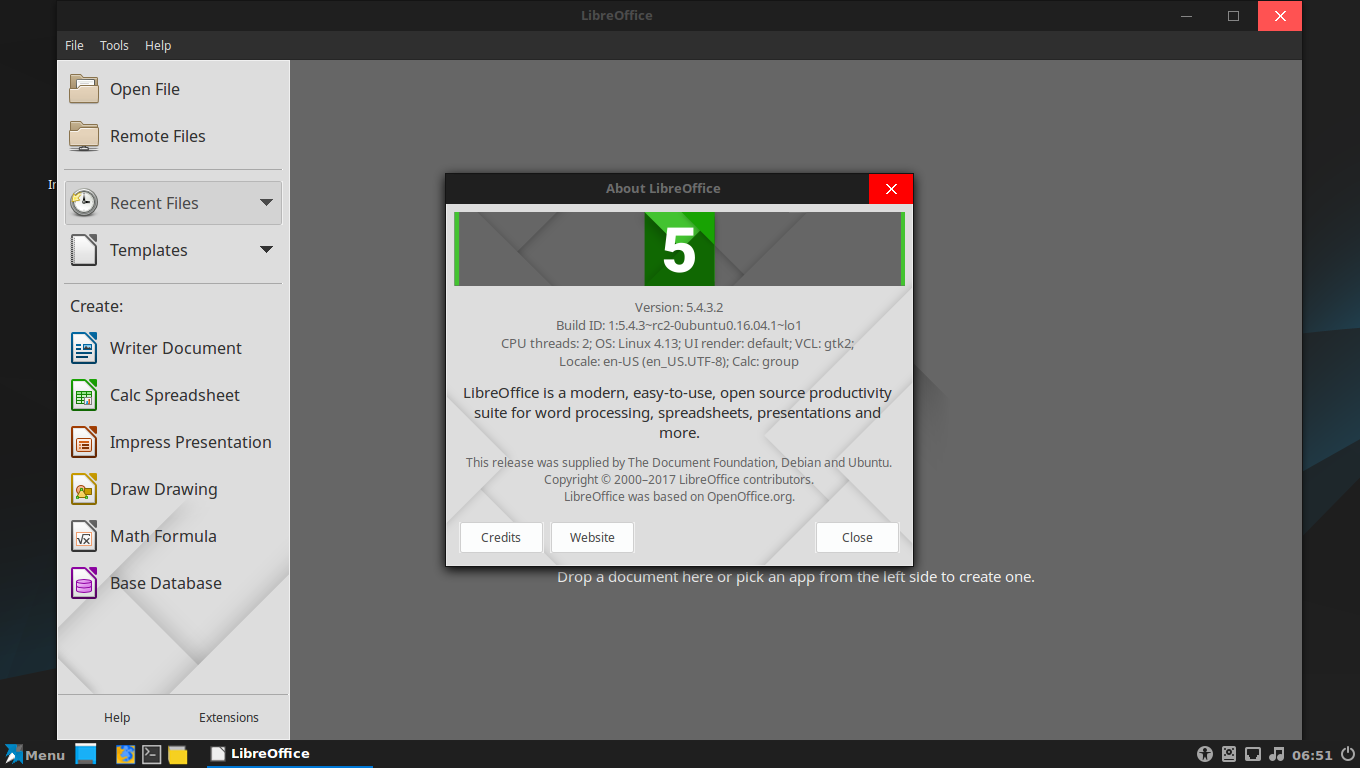 LibreOffice
File Tools Help
Open File
Remote Files
Recent Files
Templates
Create:
Writer Document
Calc Spreadsheet
Impress Presentation
Draw Drawing
Math Formula
Base Database
Help Extensions
About LibreOffice
5
Version: 5.4.3.2
Build ID: 1:5.4.3~rc2-0ubuntu0.16.04.1~lo1
CPU threads: 2; OS: Linux 4.13; UI render: default; VCL: gtk2;
Locale: en-US (en_US.UTF-8); Calc: group
LibreOffice is a modern, easy-to-use, open source productivity
suite for word processing, spreadsheets, presentations and
more.
This release was supplied by The Document Foundation, Debian and Ubuntu.
Copyright © 2000–2017 LibreOffice contributors.
LibreOffice was based on OpenOffice.org.
Credits Website Close
Drop a document here or pick an app from the left side to create one.
Menu LibreOffice 06:51